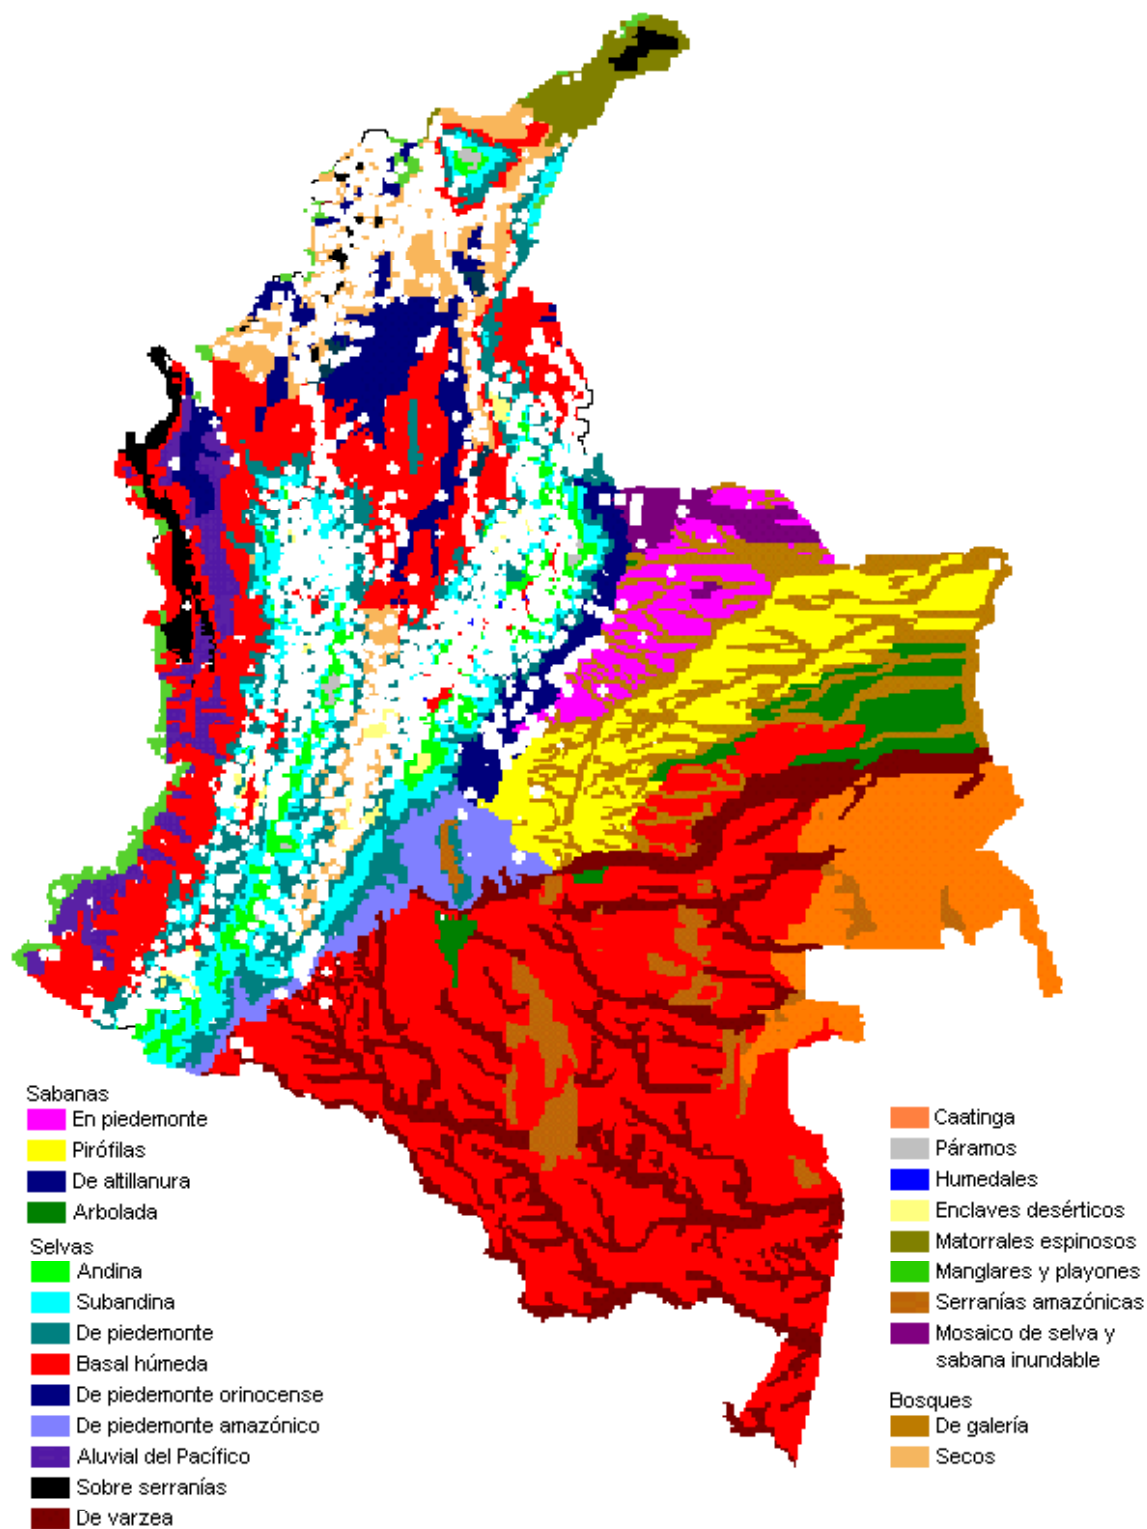 Sabanas
En piedemonte
Pirófilas
De attillanura
Arbolada
Selvas
Andina
Subandina
De piedemonte
Basal húmeda
De piedemonte orinocense
De piedemonte amazónico
Aluvial del Pacífico
Sobre serranías
De varzea
Caatinga
Páramos
Humedales
Enclaves desérticos
Matorrales espinosos
Manglares y playones
Serranías amazónicas
Mosaico de selva y
sabana inundable
Bosques
De galería
Secos